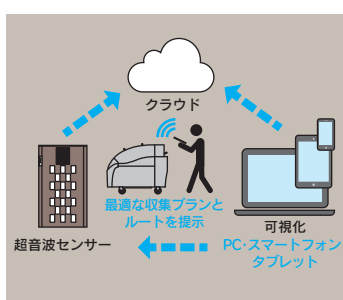 クラウド
最適な収集プランと
ルートを提示
超音波センサー
可視化
PC・スマートフォン
タブレット